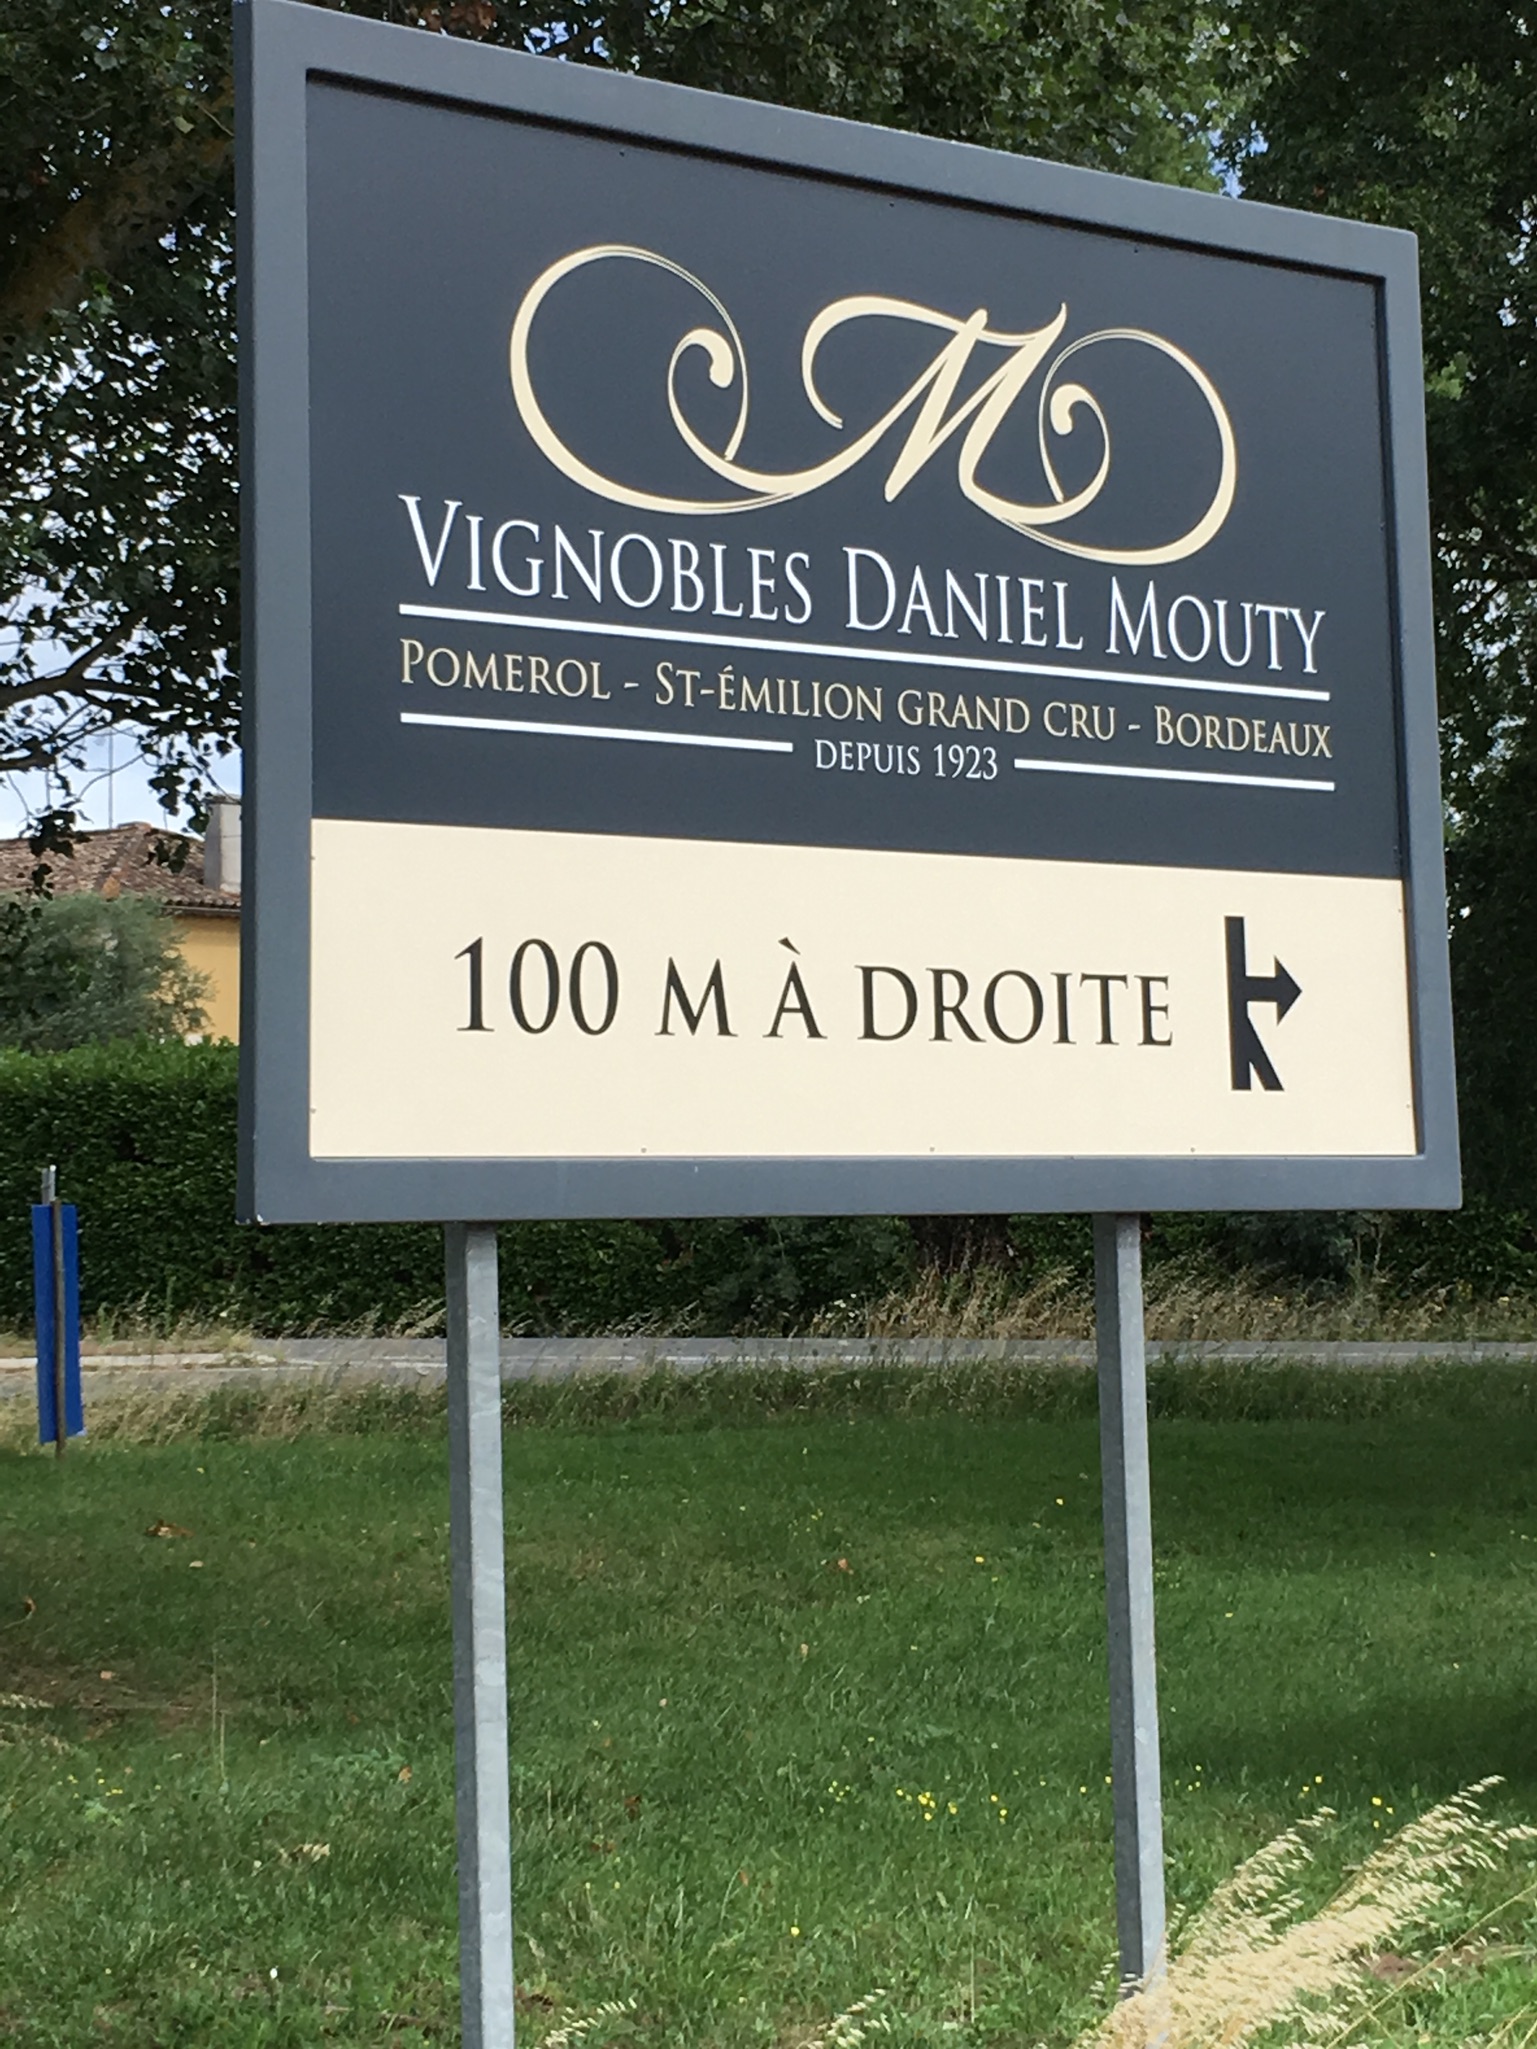 M
VIGNOBLES DANIEL MOUTY
POMEROL - ST-ÉMILION GRAND CRU - BORDEAUX
DEPUIS 1923
100 M À DROITE